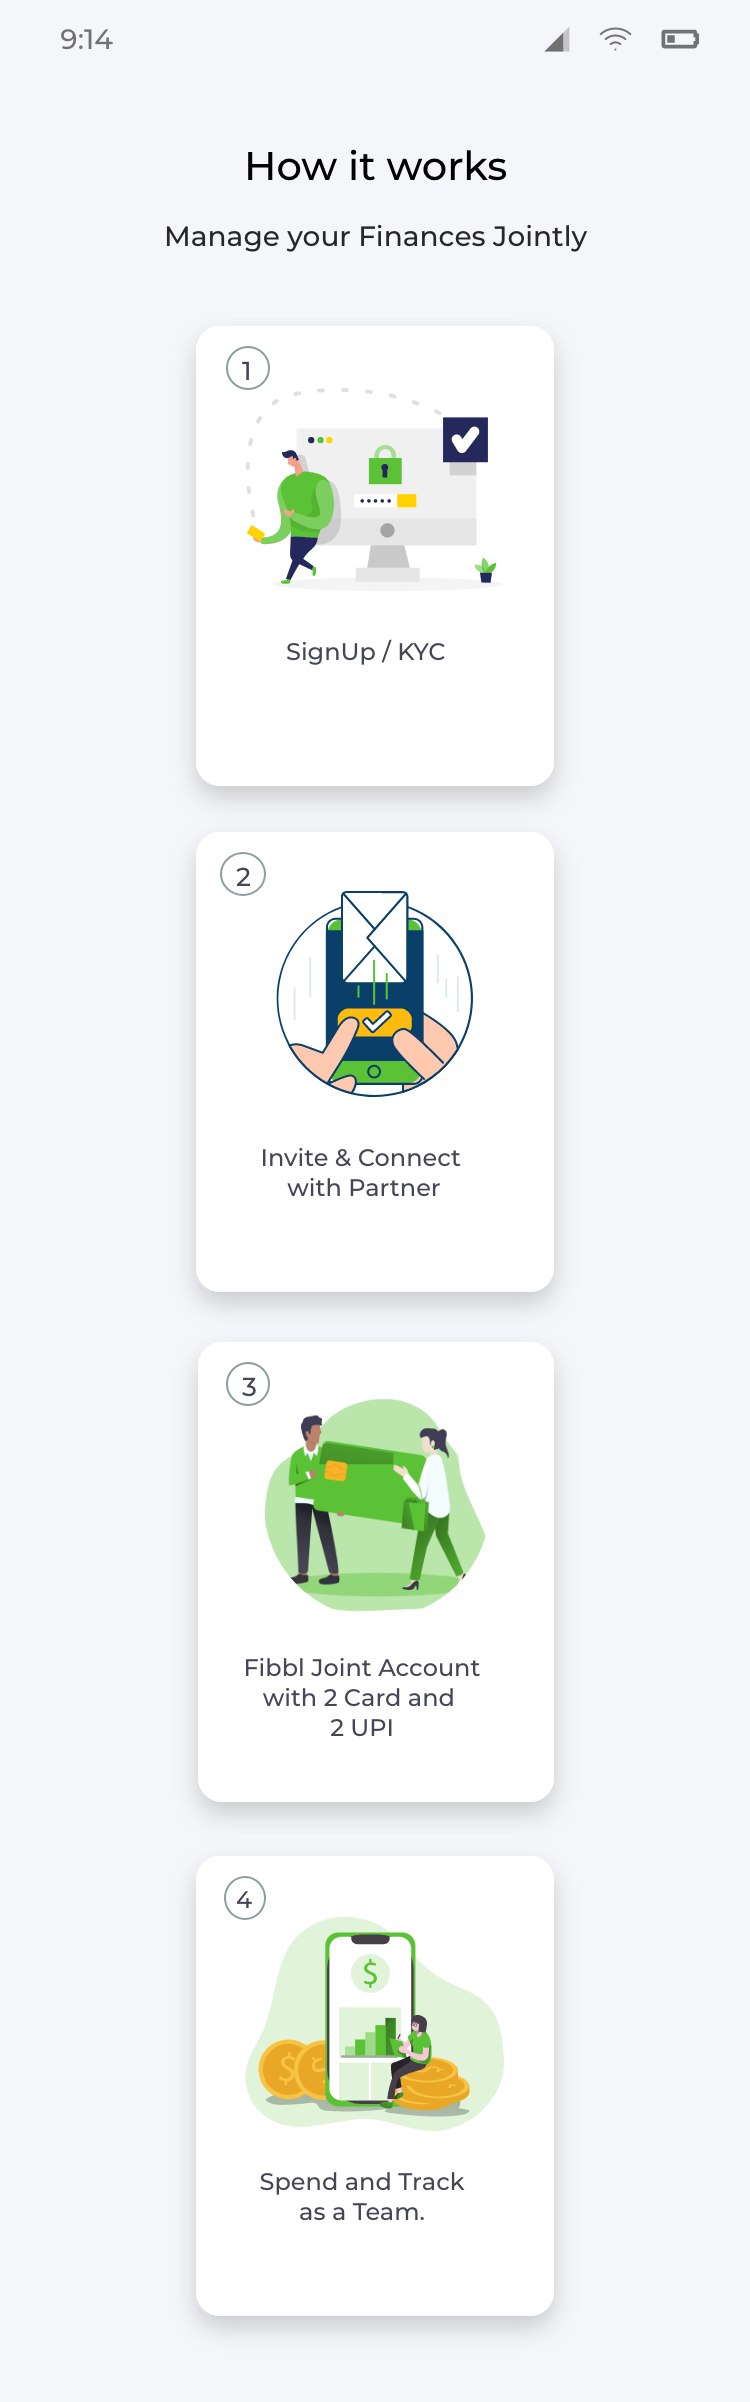 9:14
How it works
Manage your Finances Jointly
1
SignUp / KYC
2
Invite & Connect
with Partner
3
Fibbl Joint Account
with 2 Card and
2 UPI
4
$
$
Spend and Track
as a Team.